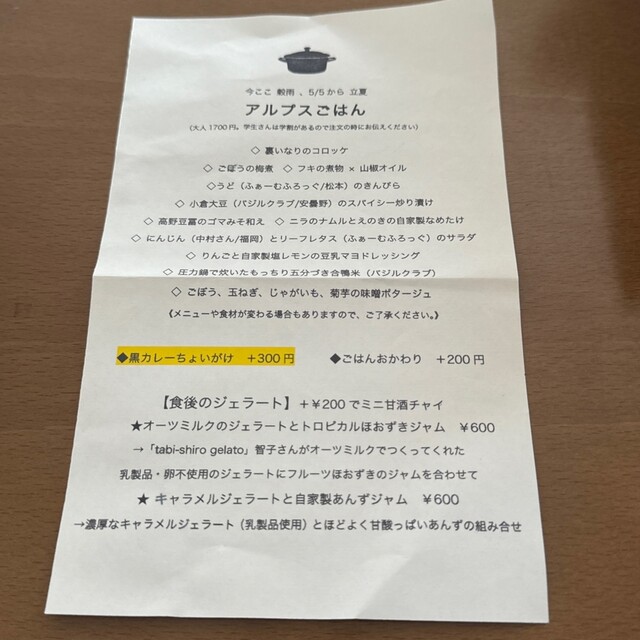 今ここ 穀雨 、5/5から 立夏
アルプスごはん
（大人1700円。学生さんは学割があるので注文の時にお伝えください）
◇ 裏いなりのコロッケ
◇ ごぼうの梅煮 ◇ フキの煮物 × 山椒オイル
◇うど（ふぁーむふろっぐ/松本）のきんぴら
◇ 小倉大豆（バジルクラブ/安曇野）のスパイシー炒り漬け
◇ 高野豆冨のゴマみそ和え ◇ ニラのナムルとえのきの自家製なめたけ
◇ にんじん（中村さん/福岡）とリーフレタス（ふぁーむふろっぐ）のサラダ
◇ りんごと自家製塩レモンの豆乳マヨドレッシング
◇ 圧力鍋で炊いたもっちり五分づき合鴨米（バジルクラブ）
◇ ごぼう、玉ねぎ、じゃがいも、菊芋の味噌ポタージュ
《メニューや食材が変わる場合もありますので、ご了承ください。》
◆黒カレーちょいがけ ＋300円 ◆ごはんおかわり ＋200円
【食後のジェラート】＋¥200でミニ甘酒チャイ
★オーツミルクのジェラートとトロピカルほおずきジャム ¥600
→「tabi-shiro gelato」智子さんがオーツミルクでつくってくれた
乳製品・卵不使用のジェラートにフルーツほおずきのジャムを合わせて
★ キャラメルジェラートと自家製あんずジャム ¥600
→濃厚なキャラメルジェラート（乳製品使用）とほどよく甘酸っぱいあんずの組み合せ